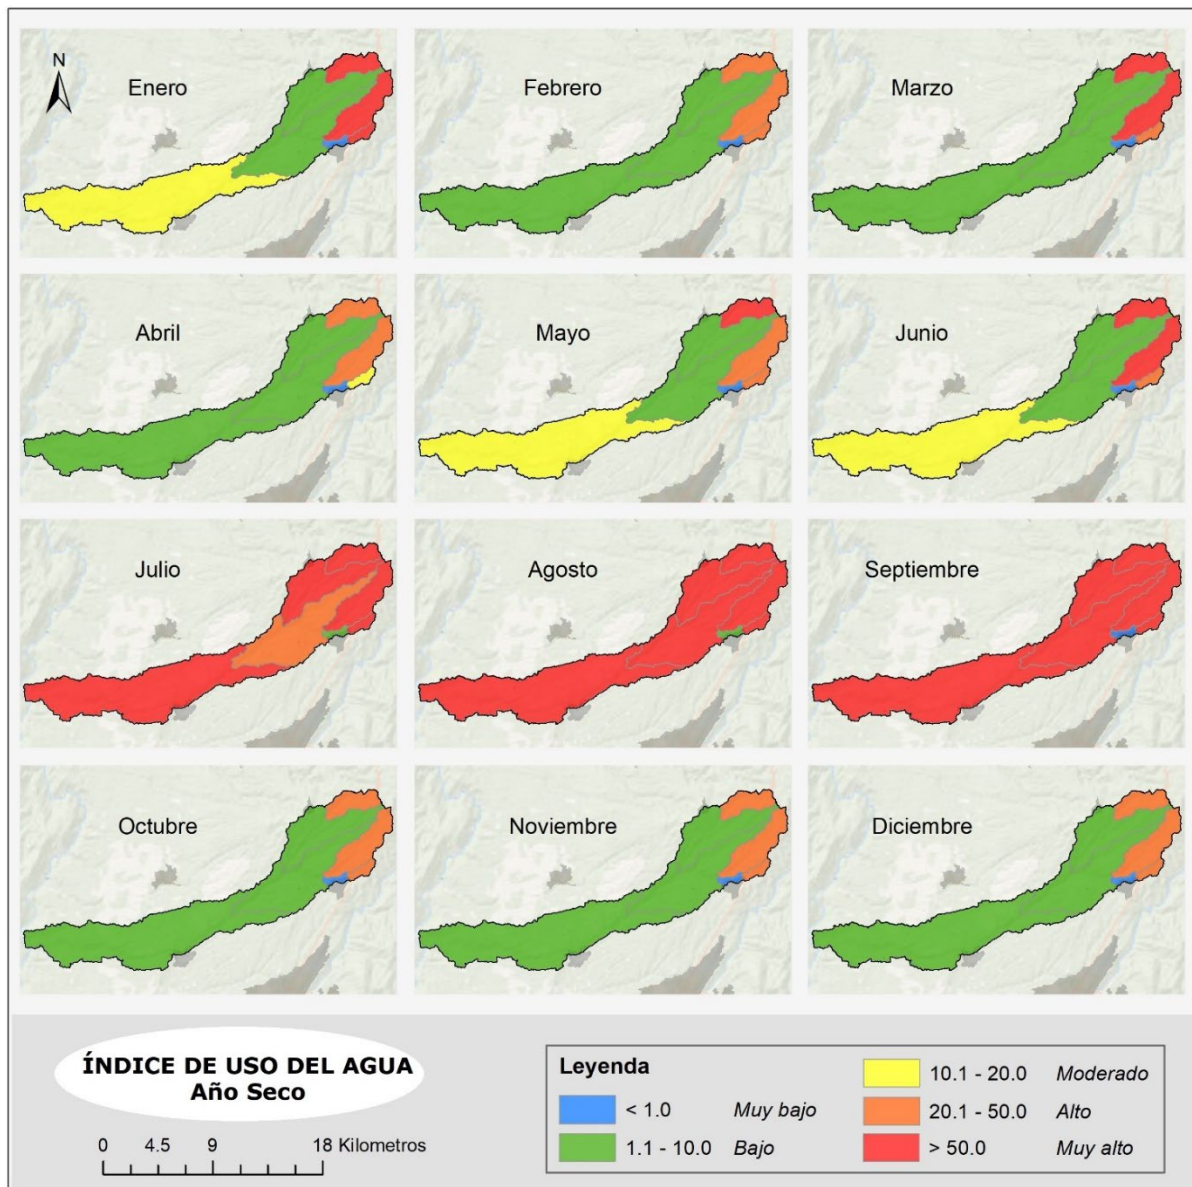 N
Enero
Febrero
Marzo
Abril
Mayo
Junio
Julio
Agosto
Septiembre
Octubre
Noviembre
Diciembre
ÍNDICE DE USO DEL AGUA
Año Seco
0 4.5 9 18 Kilometros
Leyenda
< 1.0 Muy bajo
1.1 - 10.0 Bajo
10.1 - 20.0 Moderado
20.1 - 50.0 Alto
> 50.0 Muy alto